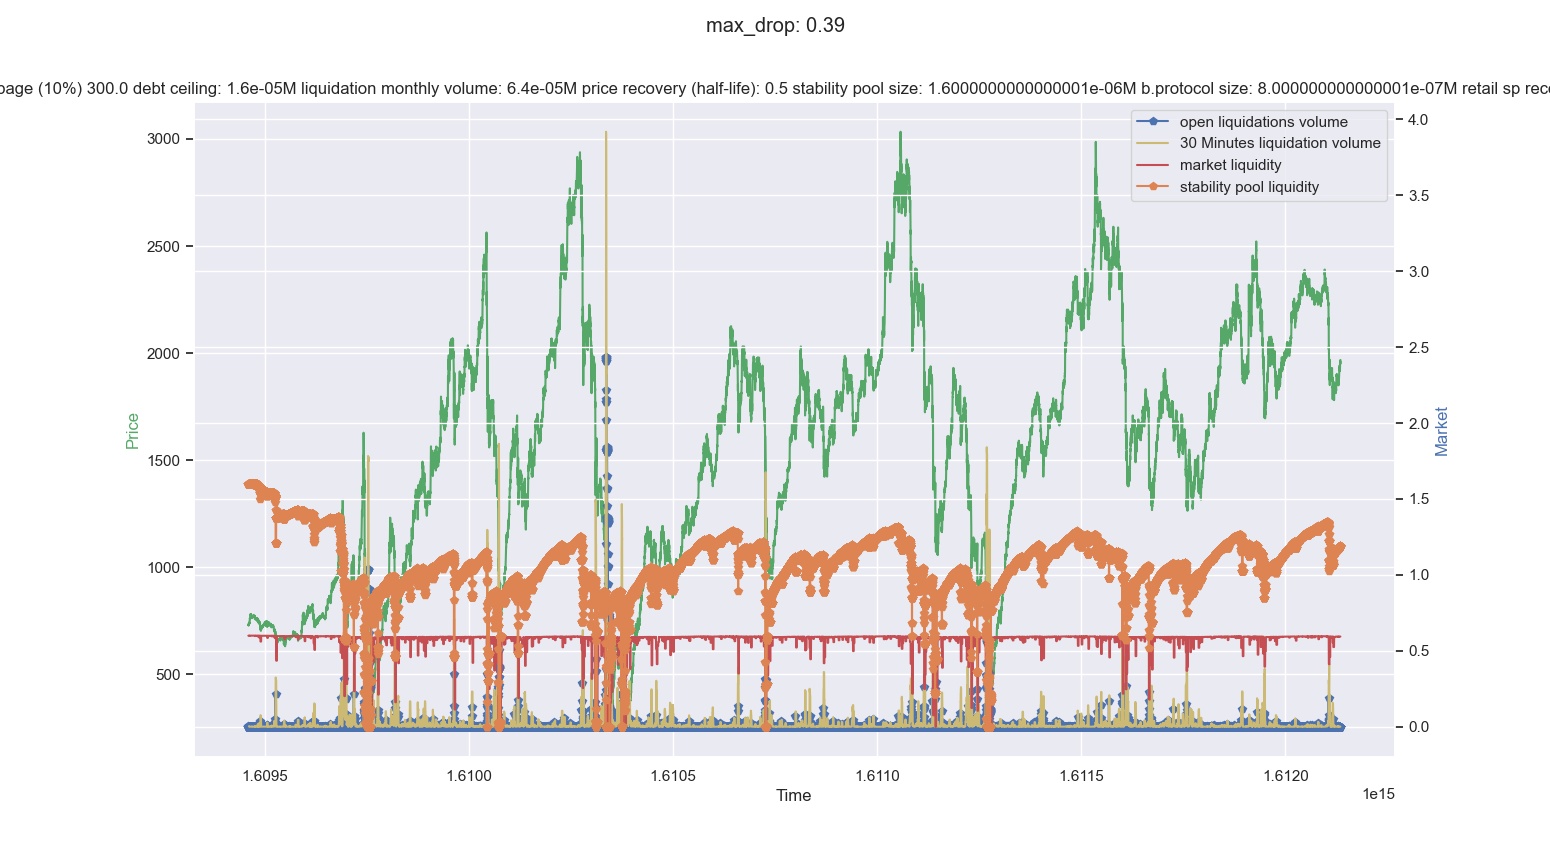 max_drop: 0.39
page (10%) 300.0 debt ceiling: 1.6e-05M liquidation monthly volume: 6.4e-05M price recovery (half-life): 0.5 stability pool size: 1.6000000000000001e-06M b.protocol size: 8.000000000000001e-07M retail sp rec
open liquidations volume
30 Minutes liquidation volume
market liquidity
stability pool liquidity
3000
2500
2000
1500
1000
500
Price
4.0
3.5
3.0
2.5
2.0
1.5
1.0
0.5
0.0
Market
1.6095 1.6100 1.6105 1.6110 1.6115 1.6120
Time
1e15